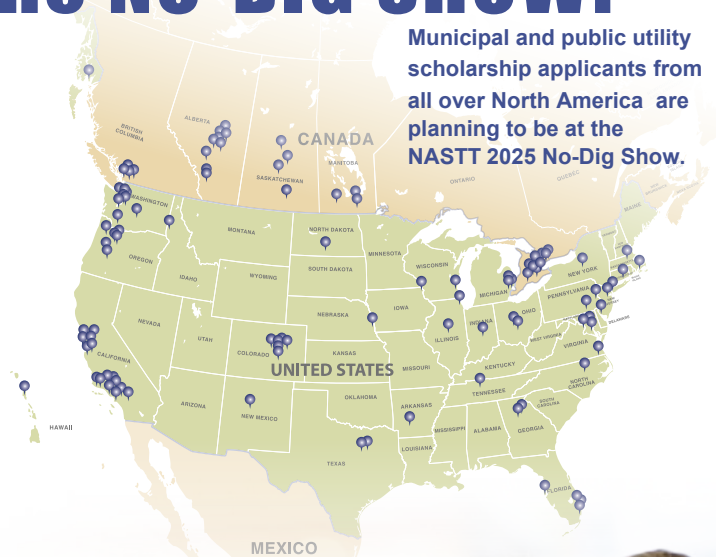 NO-DIG SHOW!
Municipal and public utility
scholarship applicants from
all over North America are
planning to be at the
NASTT 2025 No-Dig Show.
CANADA
BRITISH
COLUMBIA
ALBERTA
SASKATCHEWAN
MANITOBA
ONTARIO
QUEBEC
WASHINGTON
OREGON
IDAHO
MONTANA
NORTH DAKOTA
SOUTH DAKOTA
MINNESOTA
WISCONSIN
MICHIGAN
NEW YORK
MAINE
WYOMING
NEBRASKA
IOWA
ILLINOIS
INDIANA
OHIO
PENNSYLVANIA
DELAWARE
NEVADA
UTAH
COLORADO
KANSAS
MISSOURI
KENTUCKY
WEST VIRGINIA
VIRGINIA
CALIFORNIA
UNITED STATES
ARIZONA
NEW MEXICO
OKLAHOMA
ARKANSAS
TENNESSEE
NORTH
CAROLINA
SOUTH
CAROLINA
HAWAII
TEXAS
LOUISIANA
MISSISSIPPI
ALABAMA
GEORGIA
FLORIDA
MEXICO